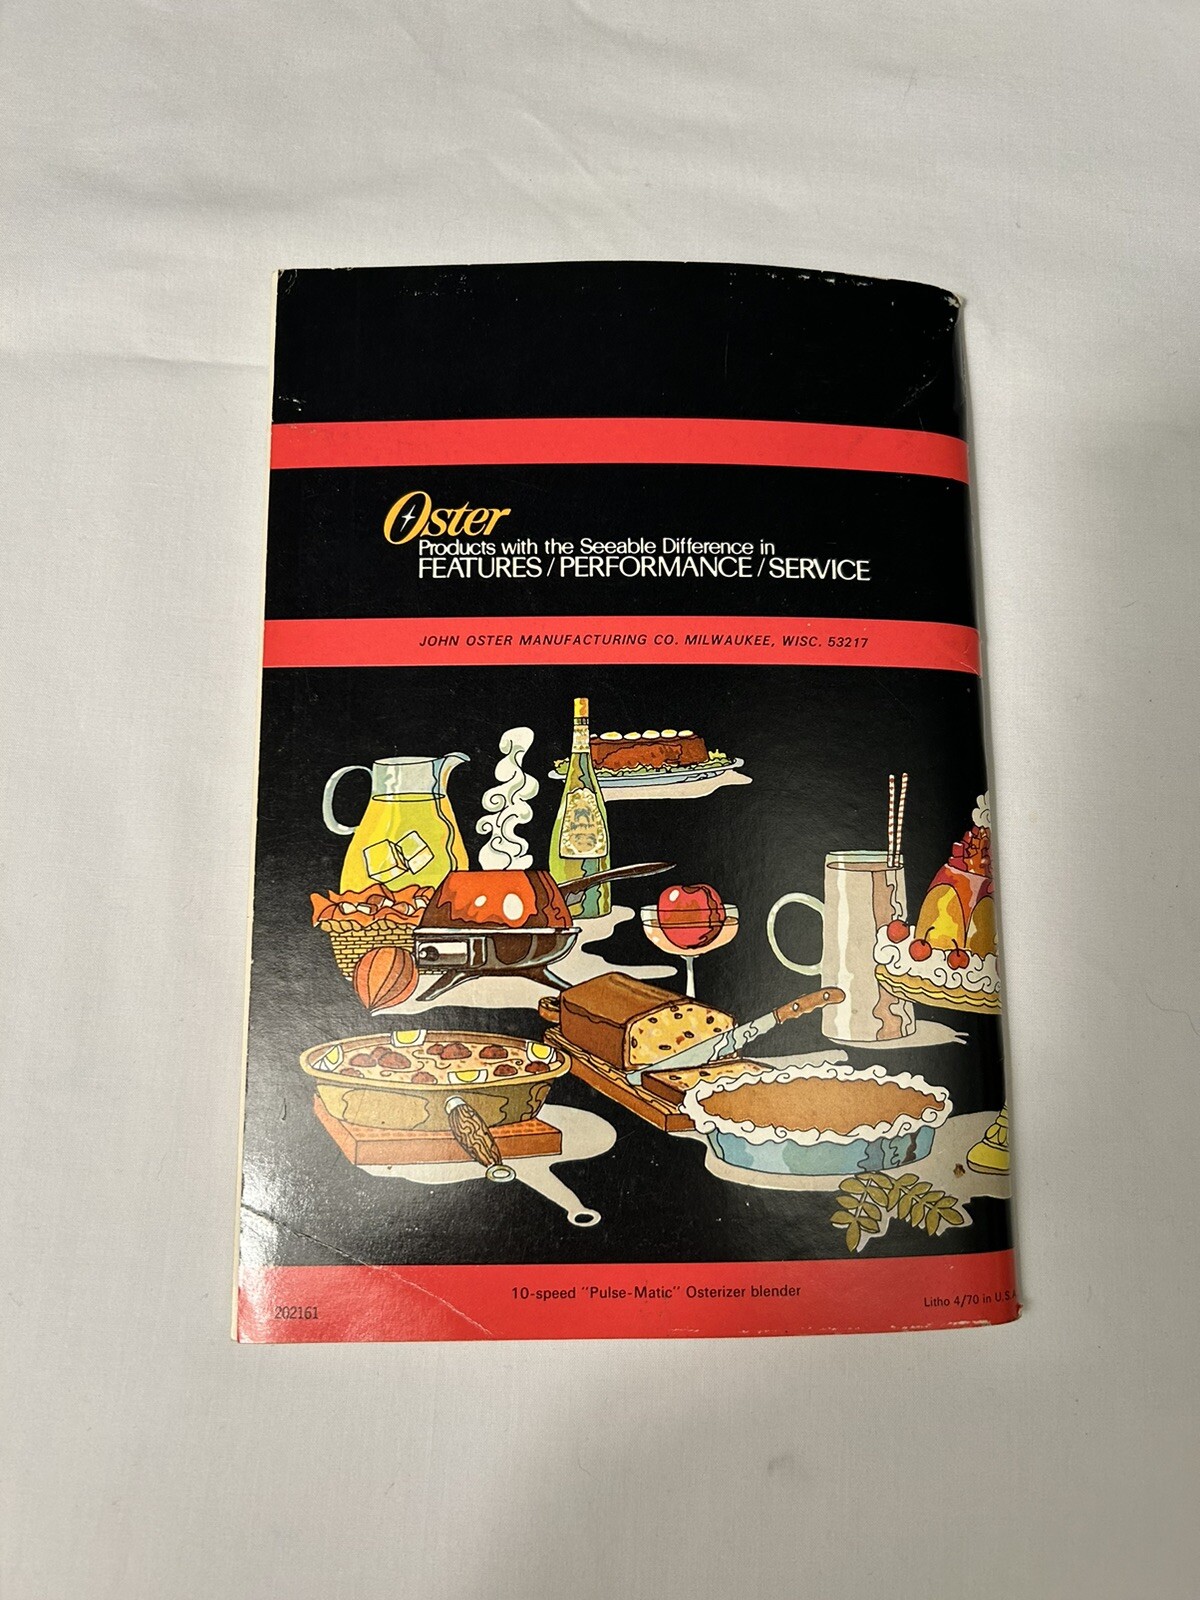 Oster
Products with the Seeable Difference in
FEATURES / PERFORMANCE / SERVICE
JOHN OSTER MANUFACTURING CO. MILWAUKEE, WISC. 53217
10-speed "Pulse-Matic" Osterizer blender
202161
Litho 4/70 in U.S.A